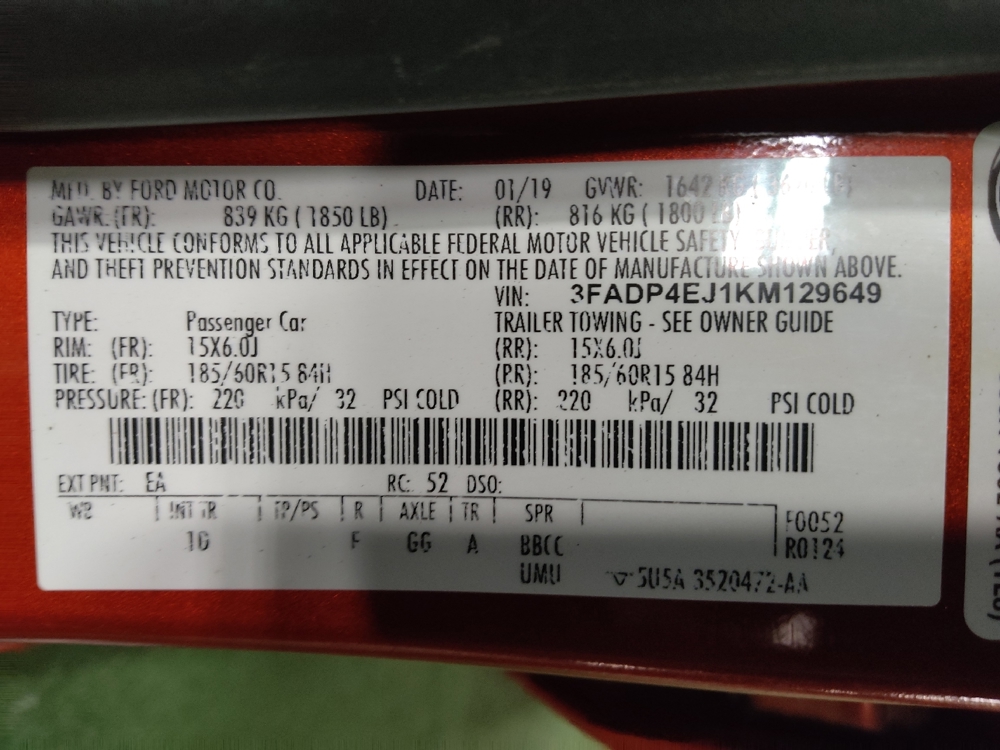 MFD. BY FORD MOTOR CO. DATE: 01/19 GVWR: 1642
GAWR (FR): 839 KG ( 1850 LB) (RR): 816 KG ( 1800
THIS VEHICLE CONFORMS TO ALL APPLICABLE FEDERAL MOTOR VEHICLE SAFETY
AND THEFT PREVENTION STANDARDS IN EFFECT ON THE DATE OF MANUFACTURE SHOWN ABOVE.
VIN: 3FADP4EJ1KM129649
TYPE: Passenger Car TRAILER TOWING - SEE OWNER GUIDE
RIM: (FR): 15X6.0J (RR): 15X6.0J
TIRE: (FR): 185/60R15 84H (RR): 185/60R15 84H
PRESSURE: (FR): 220 kPa/ 32 PSI COLD (RR): 220 kPa/ 32 PSI COLD
EXT PNT: EA RC: 52 DSO:
WB INT TR TP/PS R AXLE TR SPR F0052
F GG A BBCC R0124
UMU 5U5A 3520472-AA